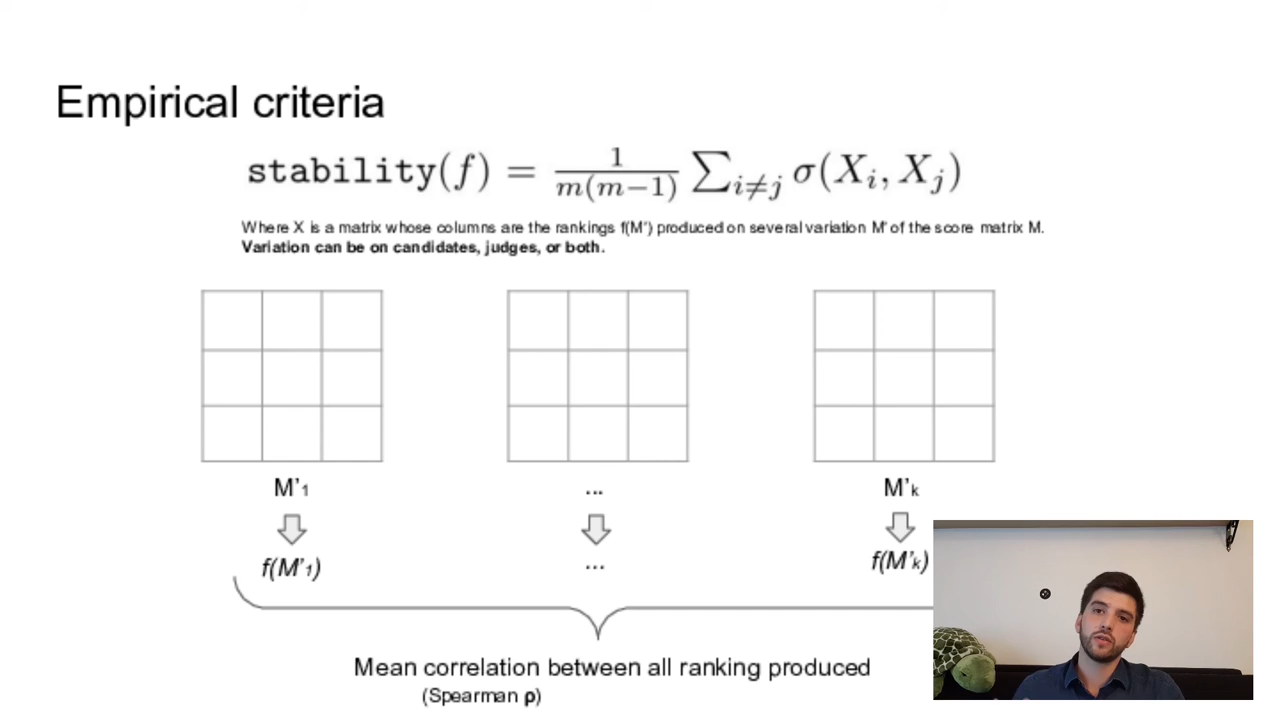 Empirical criteria
stability(f) = 1/m(m−1) ∑i≠j σ(Xi, Xj)
Where X is a matrix whose columns are the rankings f(M') produced on several variation M' of the score matrix M.
Variation can be on candidates, judges, or both.
M'1 ... M'k
f(M'1) ... f(M'k)
Mean correlation between all ranking produced
(Spearman ρ)